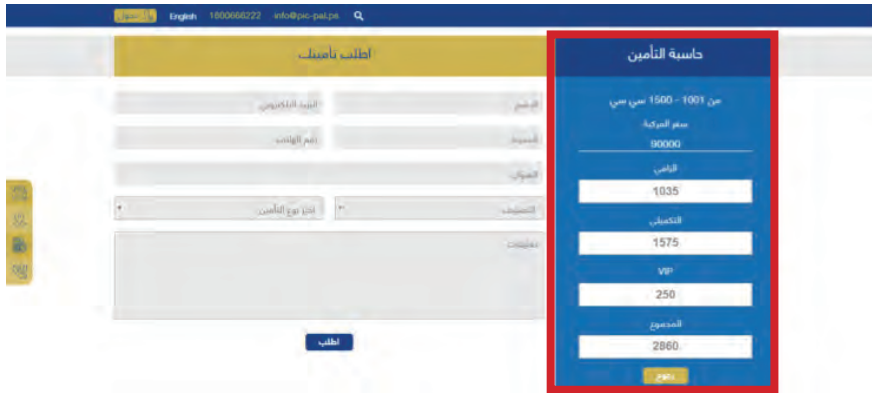 English 1800666222 info@pic-pal.ps
اطلب تأمينك
حاسبة التأمين
من 1001 - 1500 سي سي
سعر المركبة
90000
الزامي
1035
التكميلي
1575
VIP
250
المجموع
2860
رجوع
الاسم
البريد الالكتروني
رقم الهاتف
العنوان
التصنيف
اختر نوع التأمين
اطلب